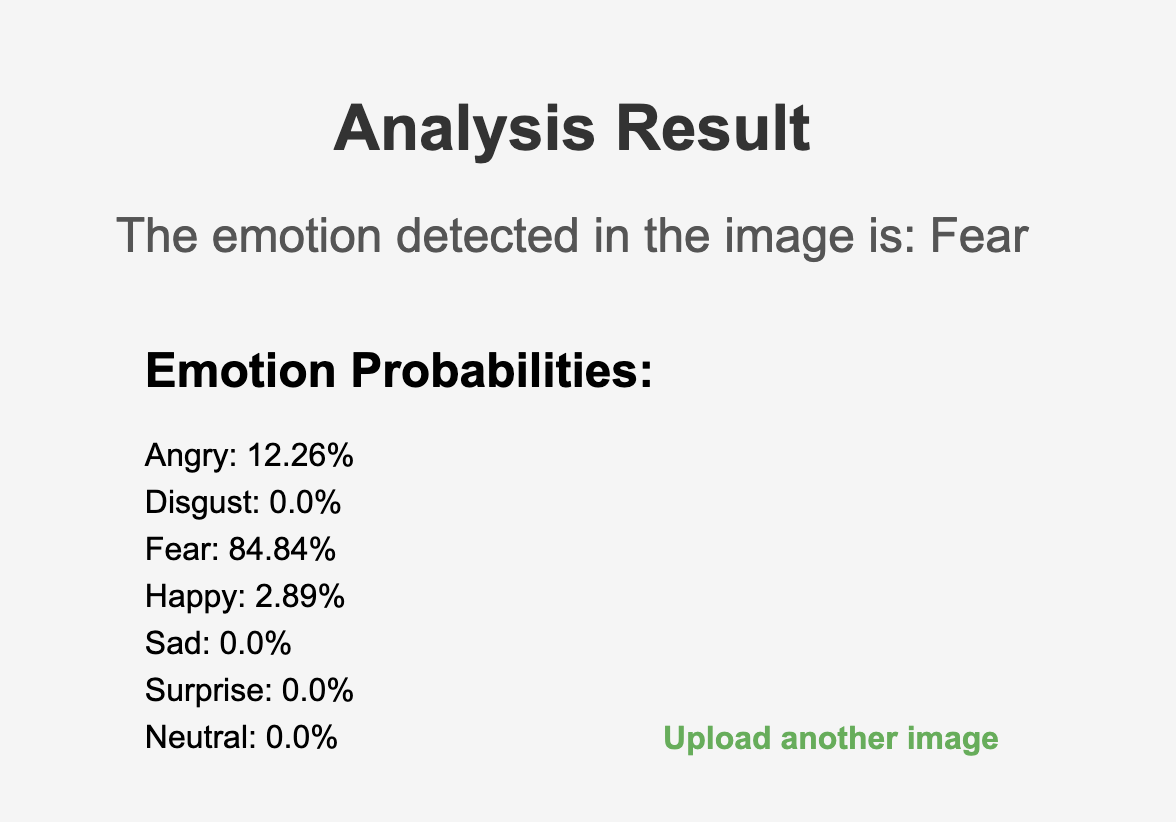 Analysis Result
The emotion detected in the image is: Fear
Emotion Probabilities:
Angry: 12.26%
Disgust: 0.0%
Fear: 84.84%
Happy: 2.89%
Sad: 0.0%
Surprise: 0.0%
Neutral: 0.0%
Upload another image